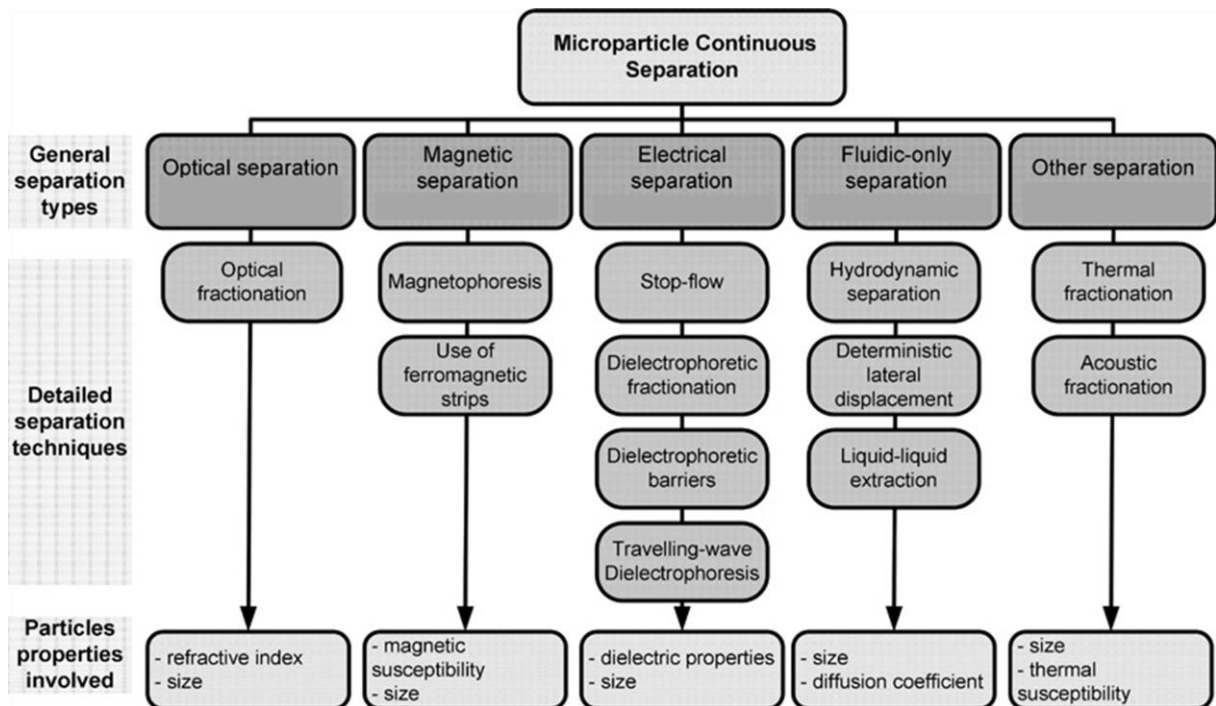 Microparticle Continuous
Separation
General
separation
types
Optical separation
Magnetic
separation
Electrical
separation
Fluidic-only
separation
Other separation
Detailed
separation
techniques
Optical
fractionation
Magnetophoresis
Use of
ferromagnetic
strips
Stop-flow
Dielectrophoretic
fractionation
Dielectrophoretic
barriers
Travelling-wave
Dielectrophoresis
Hydrodynamic
separation
Deterministic
lateral
displacement
Liquid-liquid
extraction
Thermal
fractionation
Acoustic
fractionation
Particles
properties
involved
- refractive index
- size
- magnetic
susceptibility
- size
- dielectric properties
- size
- size
- diffusion coefficient
- size
- thermal
susceptibility